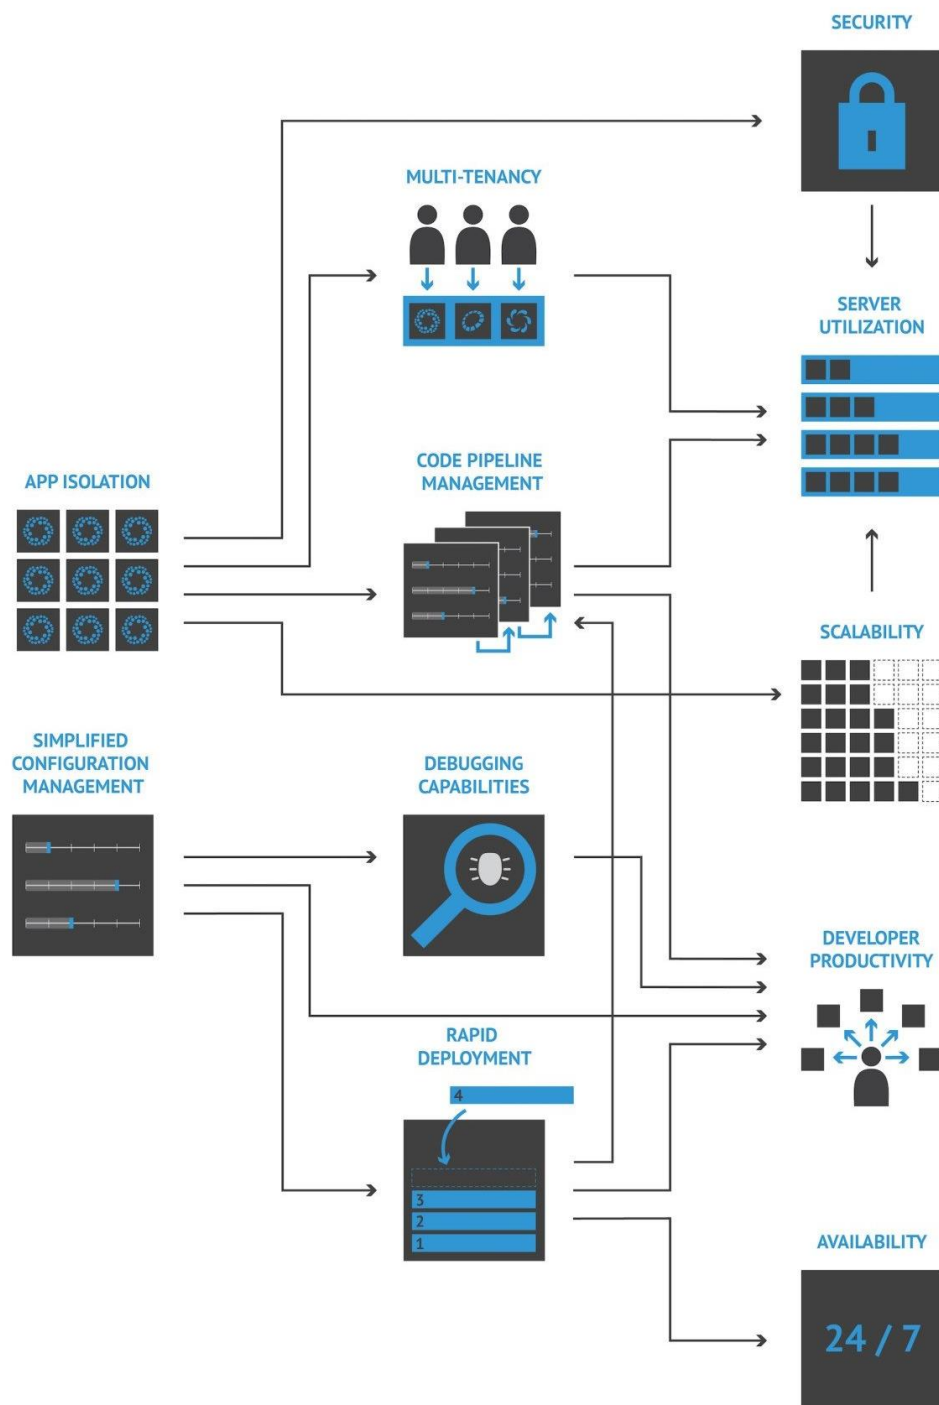 SECURITY
MULTI-TENANCY
SERVER
UTILIZATION
CODE PIPELINE
MANAGEMENT
APP ISOLATION
SCALABILITY
SIMPLIFIED
CONFIGURATION
MANAGEMENT
DEBUGGING
CAPABILITIES
DEVELOPER
PRODUCTIVITY
RAPID
DEPLOYMENT
4
3
2
1
AVAILABILITY
24 / 7